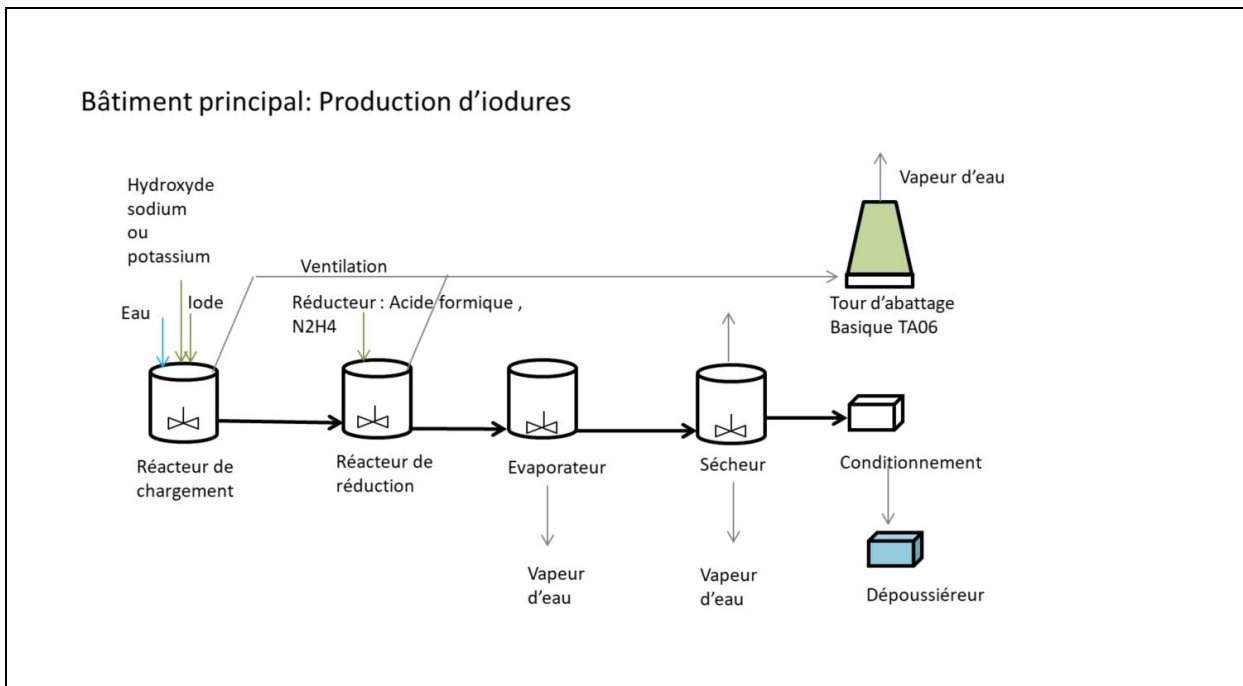 Bâtiment principal: Production d'iodures
Hydroxyde
sodium
ou
potassium
Eau
Iode
Ventilation
Réducteur : Acide formique ,
N2H4
Vapeur d'eau
Tour d'abattage
Basique TA06
Réacteur de
chargement
Réacteur de
réduction
Evaporateur
Sécheur
Conditionnement
Vapeur
d'eau
Vapeur
d'eau
Dépoussiéreur